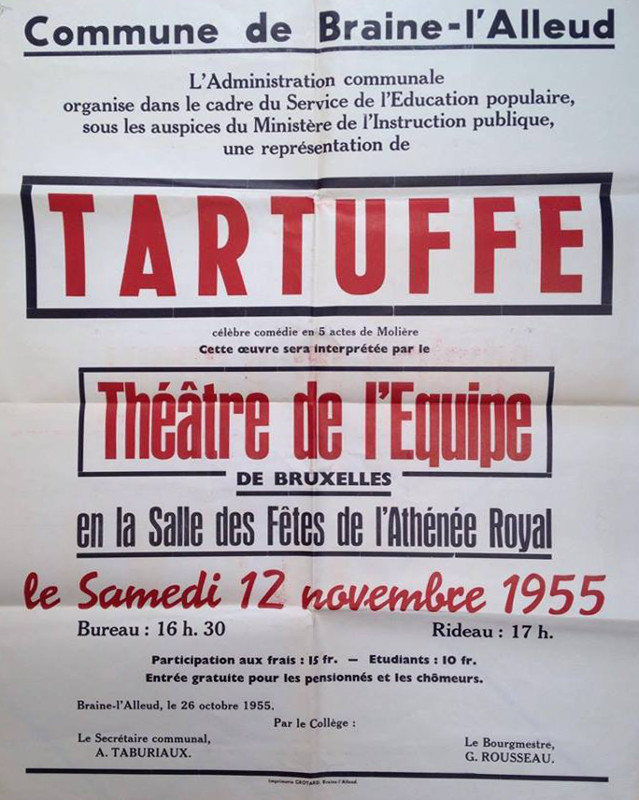 Commune de Braine-l'Alleud
L'Administration communale
organise dans le cadre du Service de l'Education populaire,
sous les auspices du Ministère de l'Instruction publique,
une représentation de
TARTUFFE
célèbre comédie en 5 actes de Molière
Cette œuvre sera interprétée par le
Théâtre de l'Equipe
DE BRUXELLES
en la Salle des Fêtes de l'Athénée Royal
le Samedi 12 novembre 1955
Bureau : 16 h. 30 Rideau : 17 h.
Participation aux frais : 15 fr. — Etudiants : 10 fr.
Entrée gratuite pour les pensionnés et les chômeurs.
Braine-l'Alleud, le 26 octobre 1955.
Par le Collège :
Le Secrétaire communal,
A. TABURIAUX.
Le Bourgmestre,
G. ROUSSEAU.
Imprimerie Braine-l'Alleud.